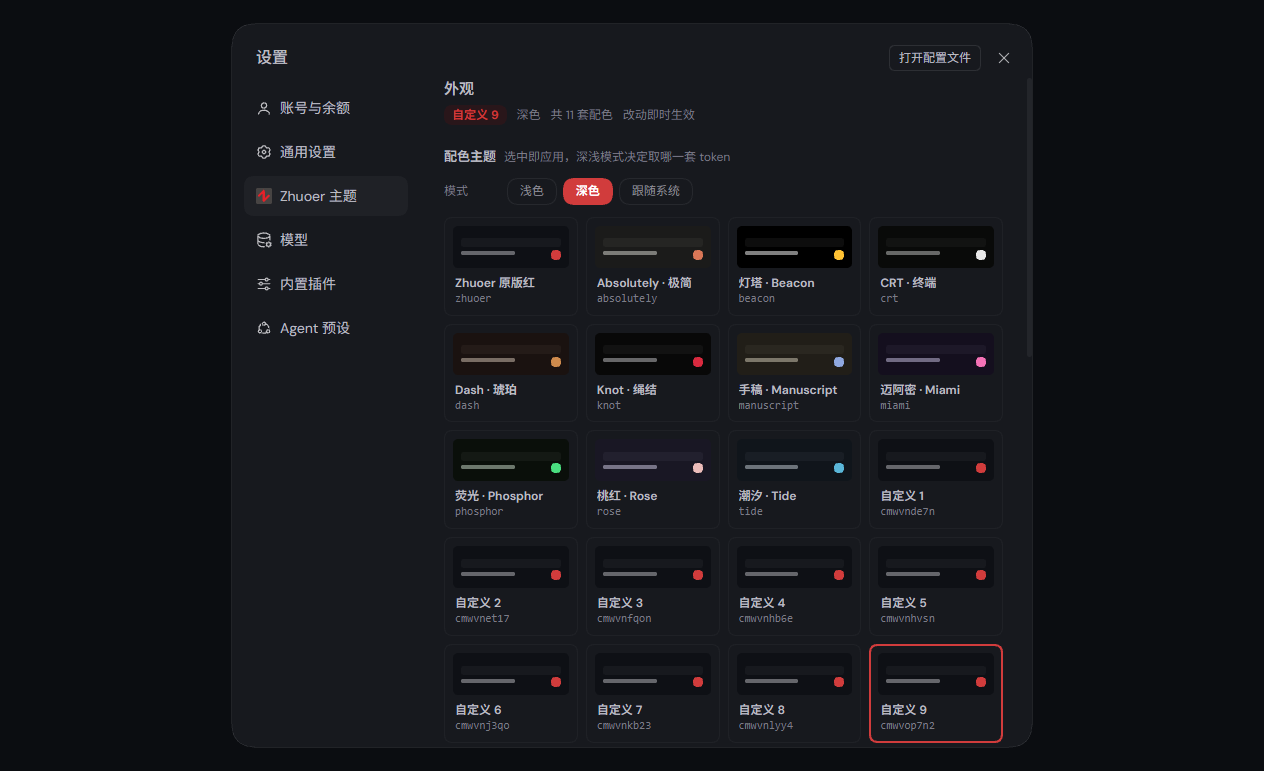 设置
打开配置文件
账号与余额
通用设置
Zhuoer 主题
模型
内置插件
Agent 预设
外观
自定义 9 深色 共 11 套配色 改动即时生效
配色主题 选中即应用，深浅模式决定取哪一套 token
模式 浅色 深色 跟随系统
Zhuoer 原版红
zhuoer
Absolutely · 极简
absolutely
灯塔 · Beacon
beacon
CRT · 终端
crt
Dash · 琥珀
dash
Knot · 绳结
knot
手稿 · Manuscript
manuscript
迈阿密 · Miami
miami
荧光 · Phosphor
phosphor
桃红 · Rose
rose
潮汐 · Tide
tide
自定义 1
cmwvnde7n
自定义 2
cmwvnet17
自定义 3
cmwvnfqon
自定义 4
cmwvnhb6e
自定义 5
cmwvnhvsn
自定义 6
cmwvnj3qo
自定义 7
cmwvnkb23
自定义 8
cmwvnlyy4
自定义 9
cmwvop7n2